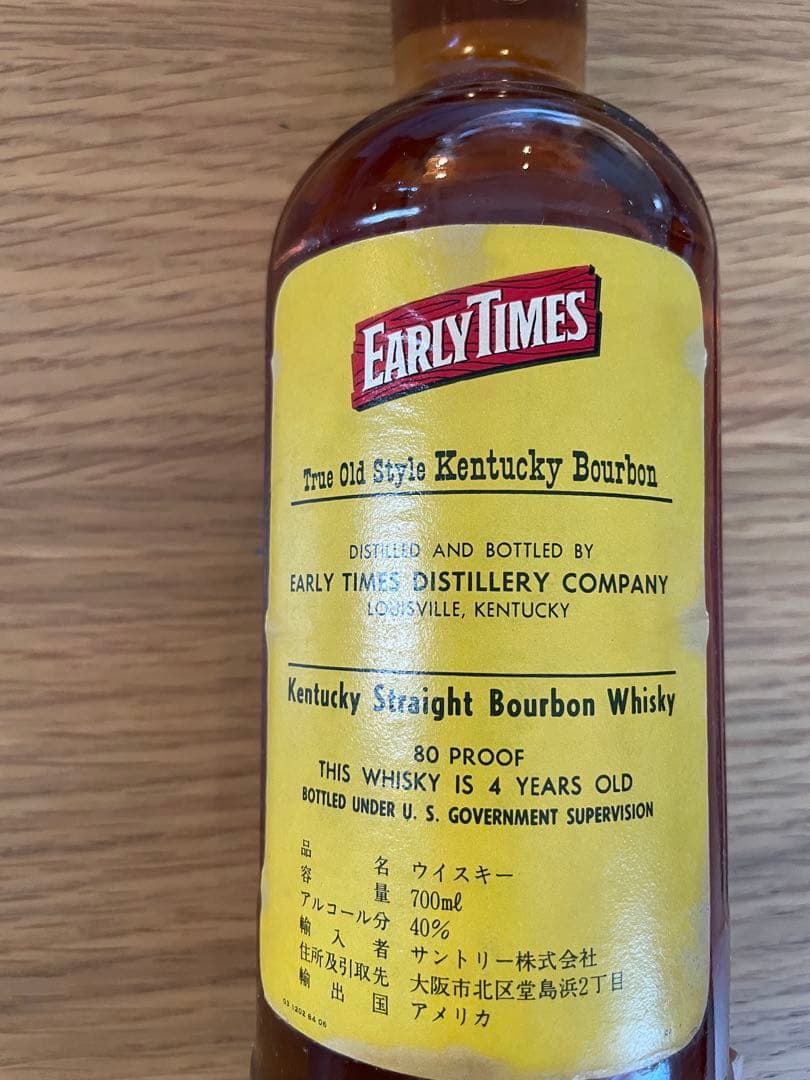 EARLY TIMES
True Old Style Kentucky Bourbon
DISTILLED AND BOTTLED BY
EARLY TIMES DISTILLERY COMPANY
LOUISVILLE, KENTUCKY
Kentucky Straight Bourbon Whisky
80 PROOF
THIS WHISKY IS 4 YEARS OLD
BOTTLED UNDER U. S. GOVERNMENT SUPERVISION
品名 ウイスキー
容量 700ml
アルコール分 40%
輸入者 サントリー株式会社
住所及引取先 大阪市北区堂島浜2丁目
輸出国 アメリカ
03 1202 64 06